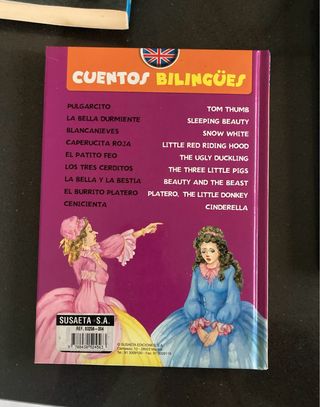 CUENTOS BILINGÜES
PULGARCITO
LA BELLA DURMIENTE
BLANCANIEVES
CAPERUCITA ROJA
EL PATITO FEO
LOS TRES CERDITOS
LA BELLA Y LA BESTIA
EL BURRITO PLATERO
CENICIENTA
TOM THUMB
SLEEPING BEAUTY
SNOW WHITE
LITTLE RED RIDING HOOD
THE UGLY DUCKLING
THE THREE LITTLE PIGS
BEAUTY AND THE BEAST
PLATERO, THE LITTLE DONKEY
CINDERELLA
SUSAETA S.A.
© SUSAETA EDICIONES, S.A.